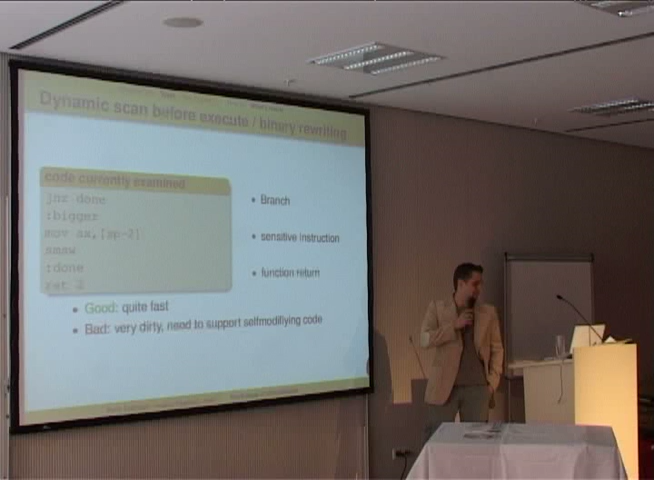 Dynamic scan before execute / binary rewriting
code currently examined
jnz done
:bigger
mov ax,[sp-2]
smsw
:done
ret 2
• Branch
• sensitive instruction
• function return
• Good: quite fast
• Bad: very dirty, need to support selfmodifiying code